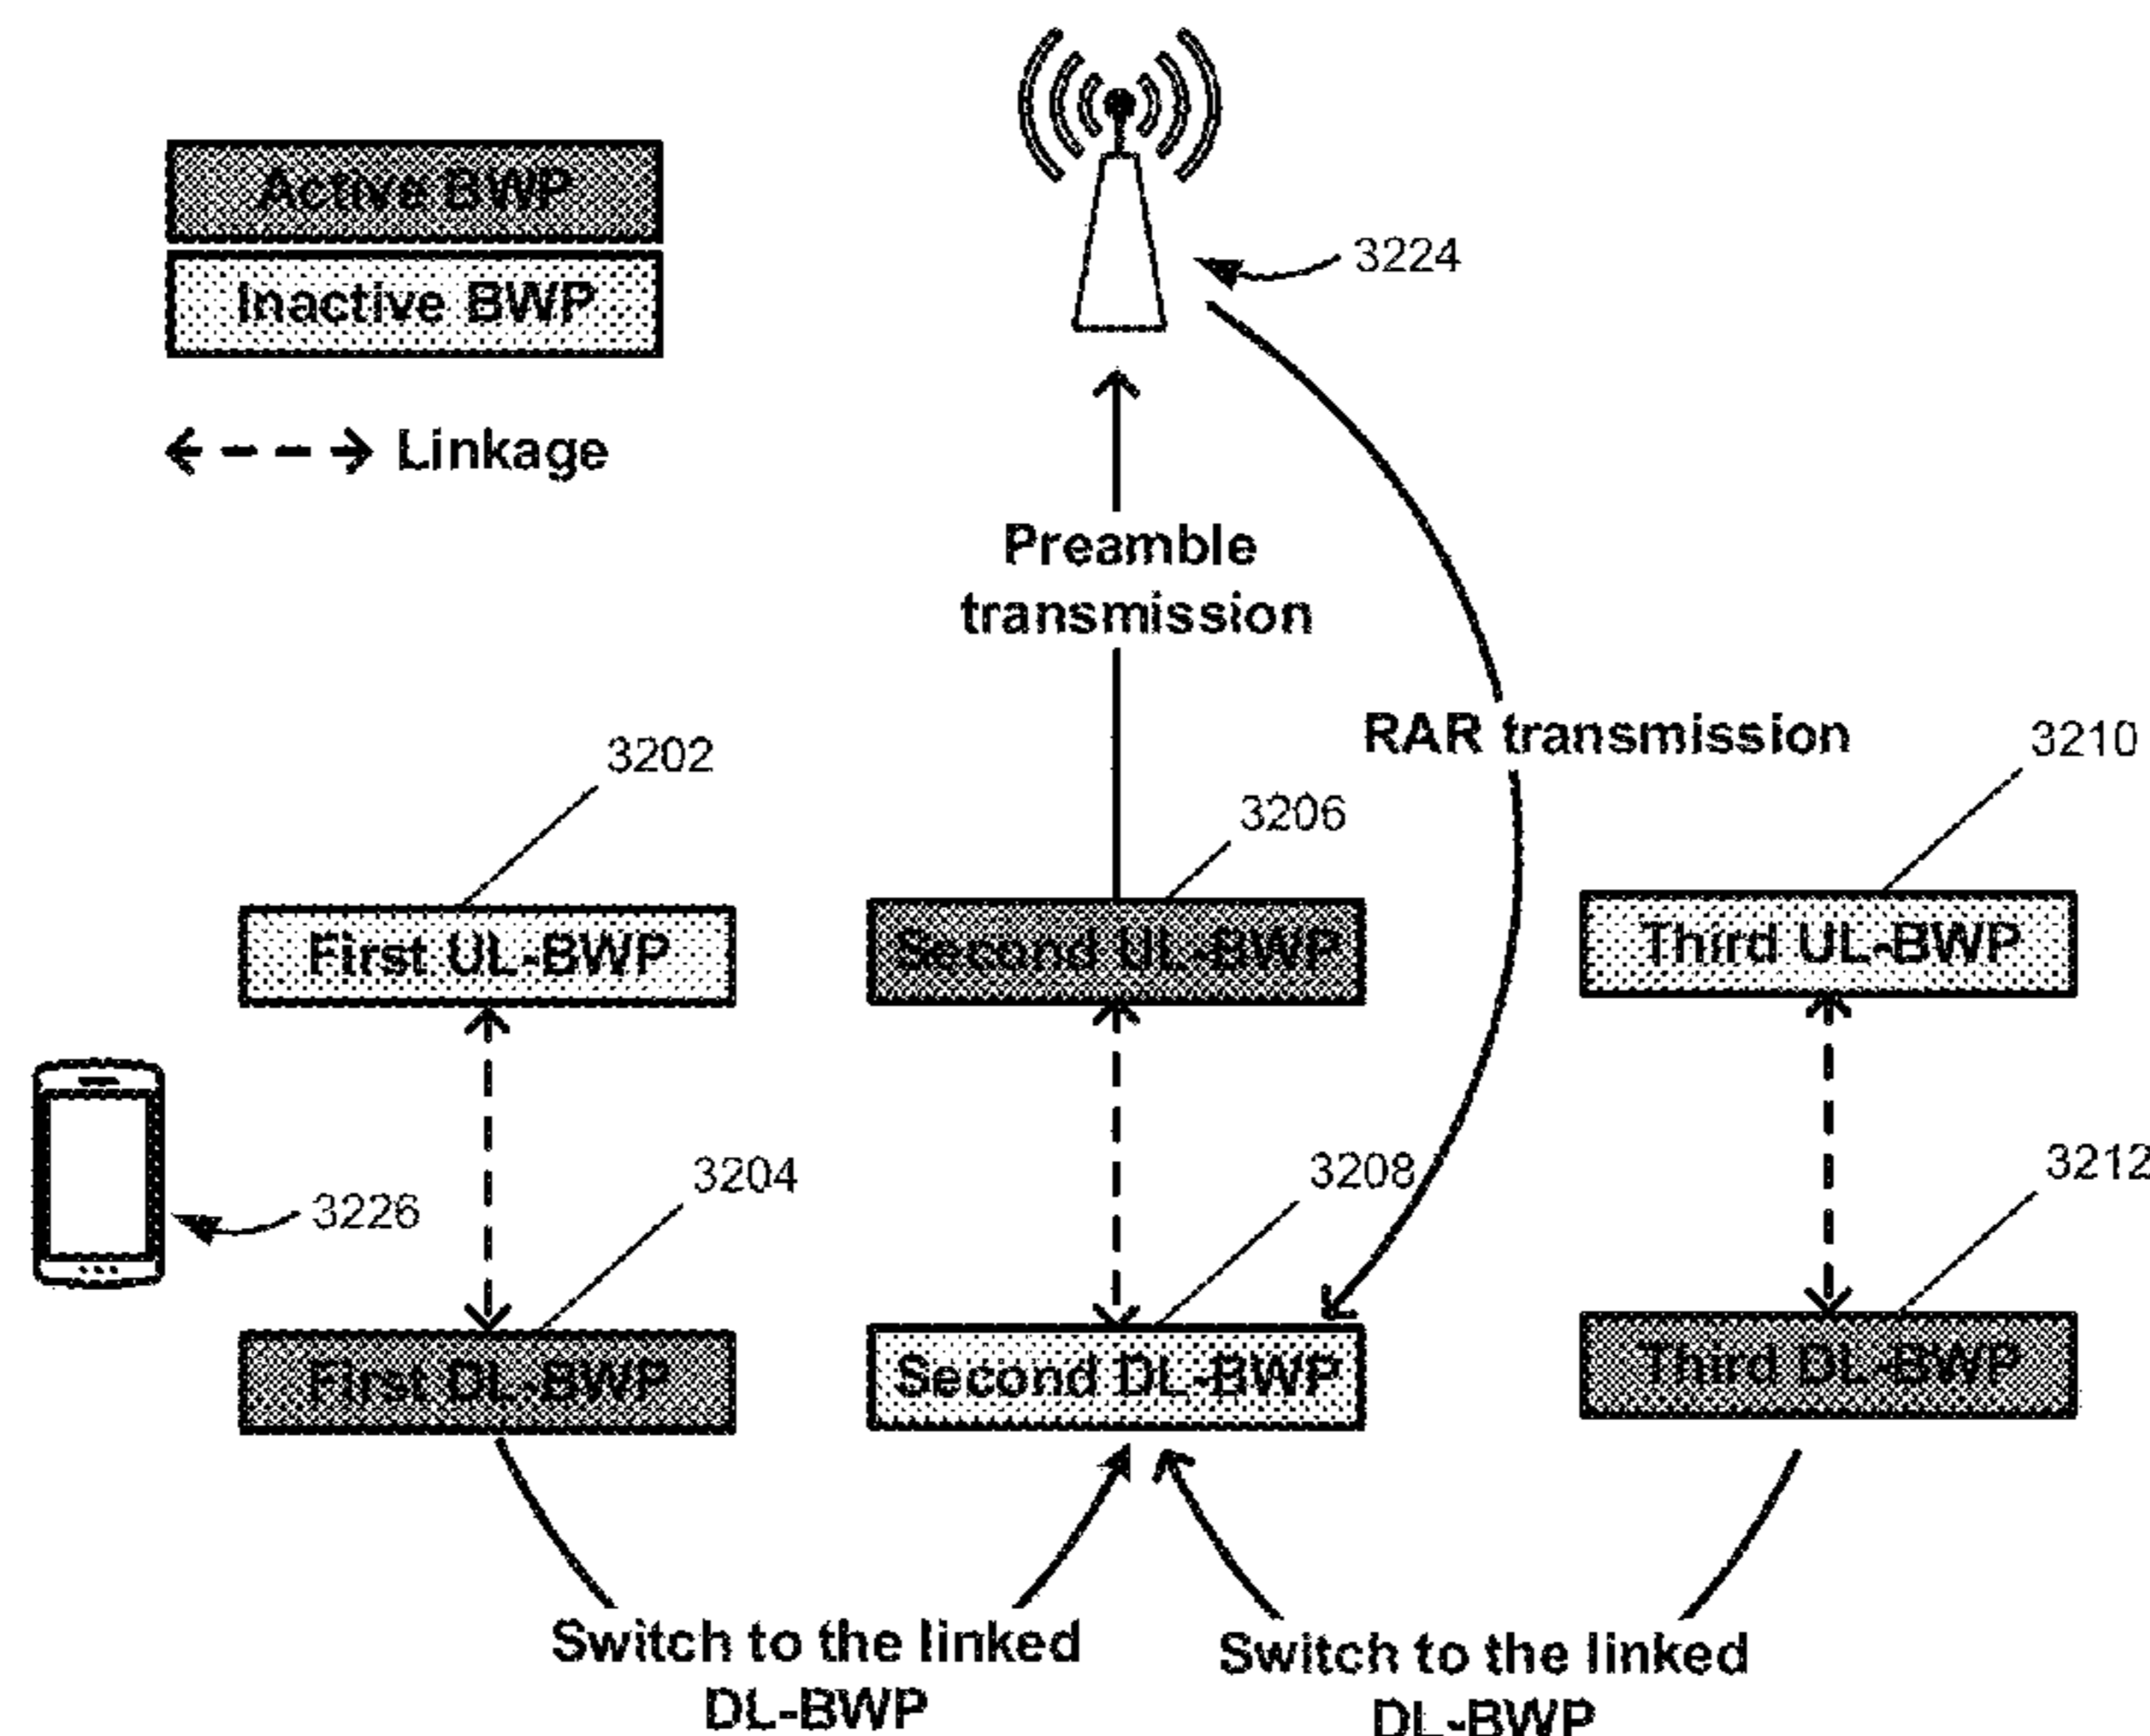 Active BWP
Inactive BWP
Linkage
3224
Preamble
transmission
RAR transmission
3202
3206
3210
First UL-BWP
Second UL-BWP
Third UL-BWP
3226
3204
3208
3212
First DL-BWP
Second DL-BWP
Third DL-BWP
Switch to the linked
DL-BWP
Switch to the linked
DL-BWP